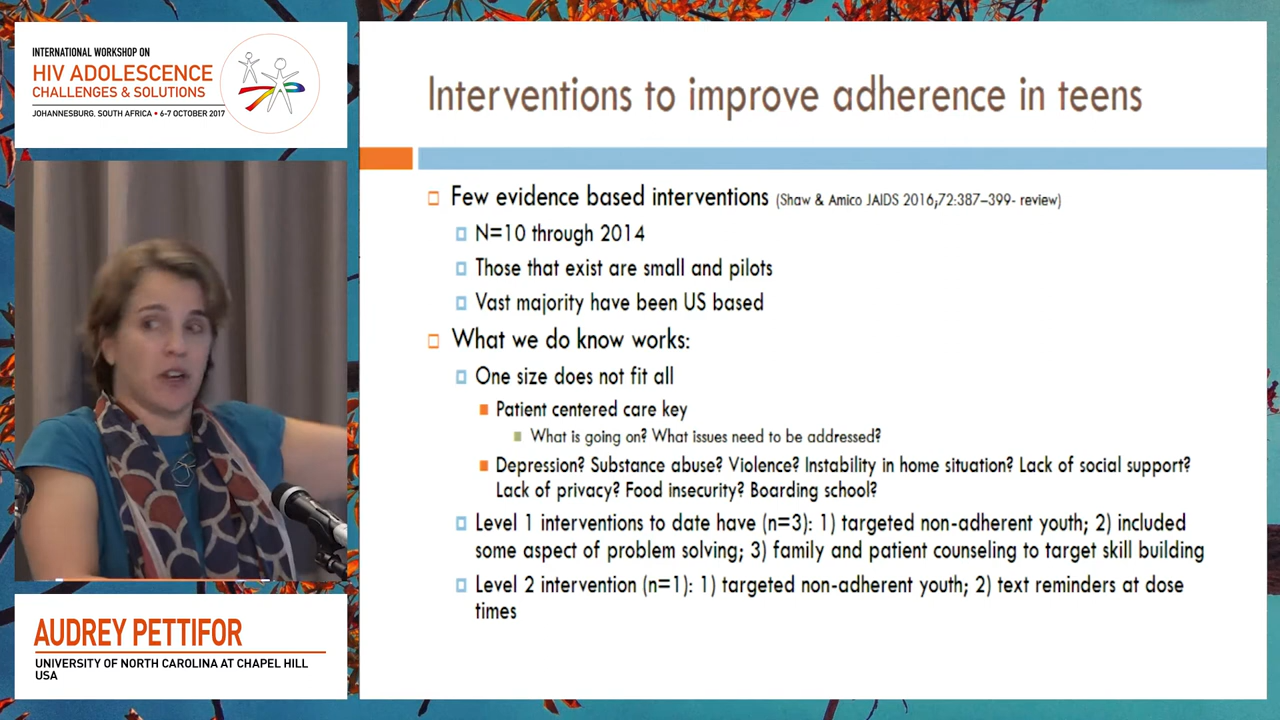 INTERNATIONAL WORKSHOP ON
HIV ADOLESCENCE
CHALLENGES & SOLUTIONS
JOHANNESBURG, SOUTH AFRICA • 6-7 OCTOBER 2017
Interventions to improve adherence in teens
Few evidence based interventions (Shaw & Amico JAIDS 2016;72:387–399- review)
N=10 through 2014
Those that exist are small and pilots
Vast majority have been US based
What we do know works:
One size does not fit all
Patient centered care key
What is going on? What issues need to be addressed?
Depression? Substance abuse? Violence? Instability in home situation? Lack of social support?
Lack of privacy? Food insecurity? Boarding school?
Level 1 interventions to date have (n=3): 1) targeted non-adherent youth; 2) included
some aspect of problem solving; 3) family and patient counseling to target skill building
Level 2 intervention (n=1): 1) targeted non-adherent youth; 2) text reminders at dose
times
AUDREY PETTIFOR
UNIVERSITY OF NORTH CAROLINA AT CHAPEL HILL
USA